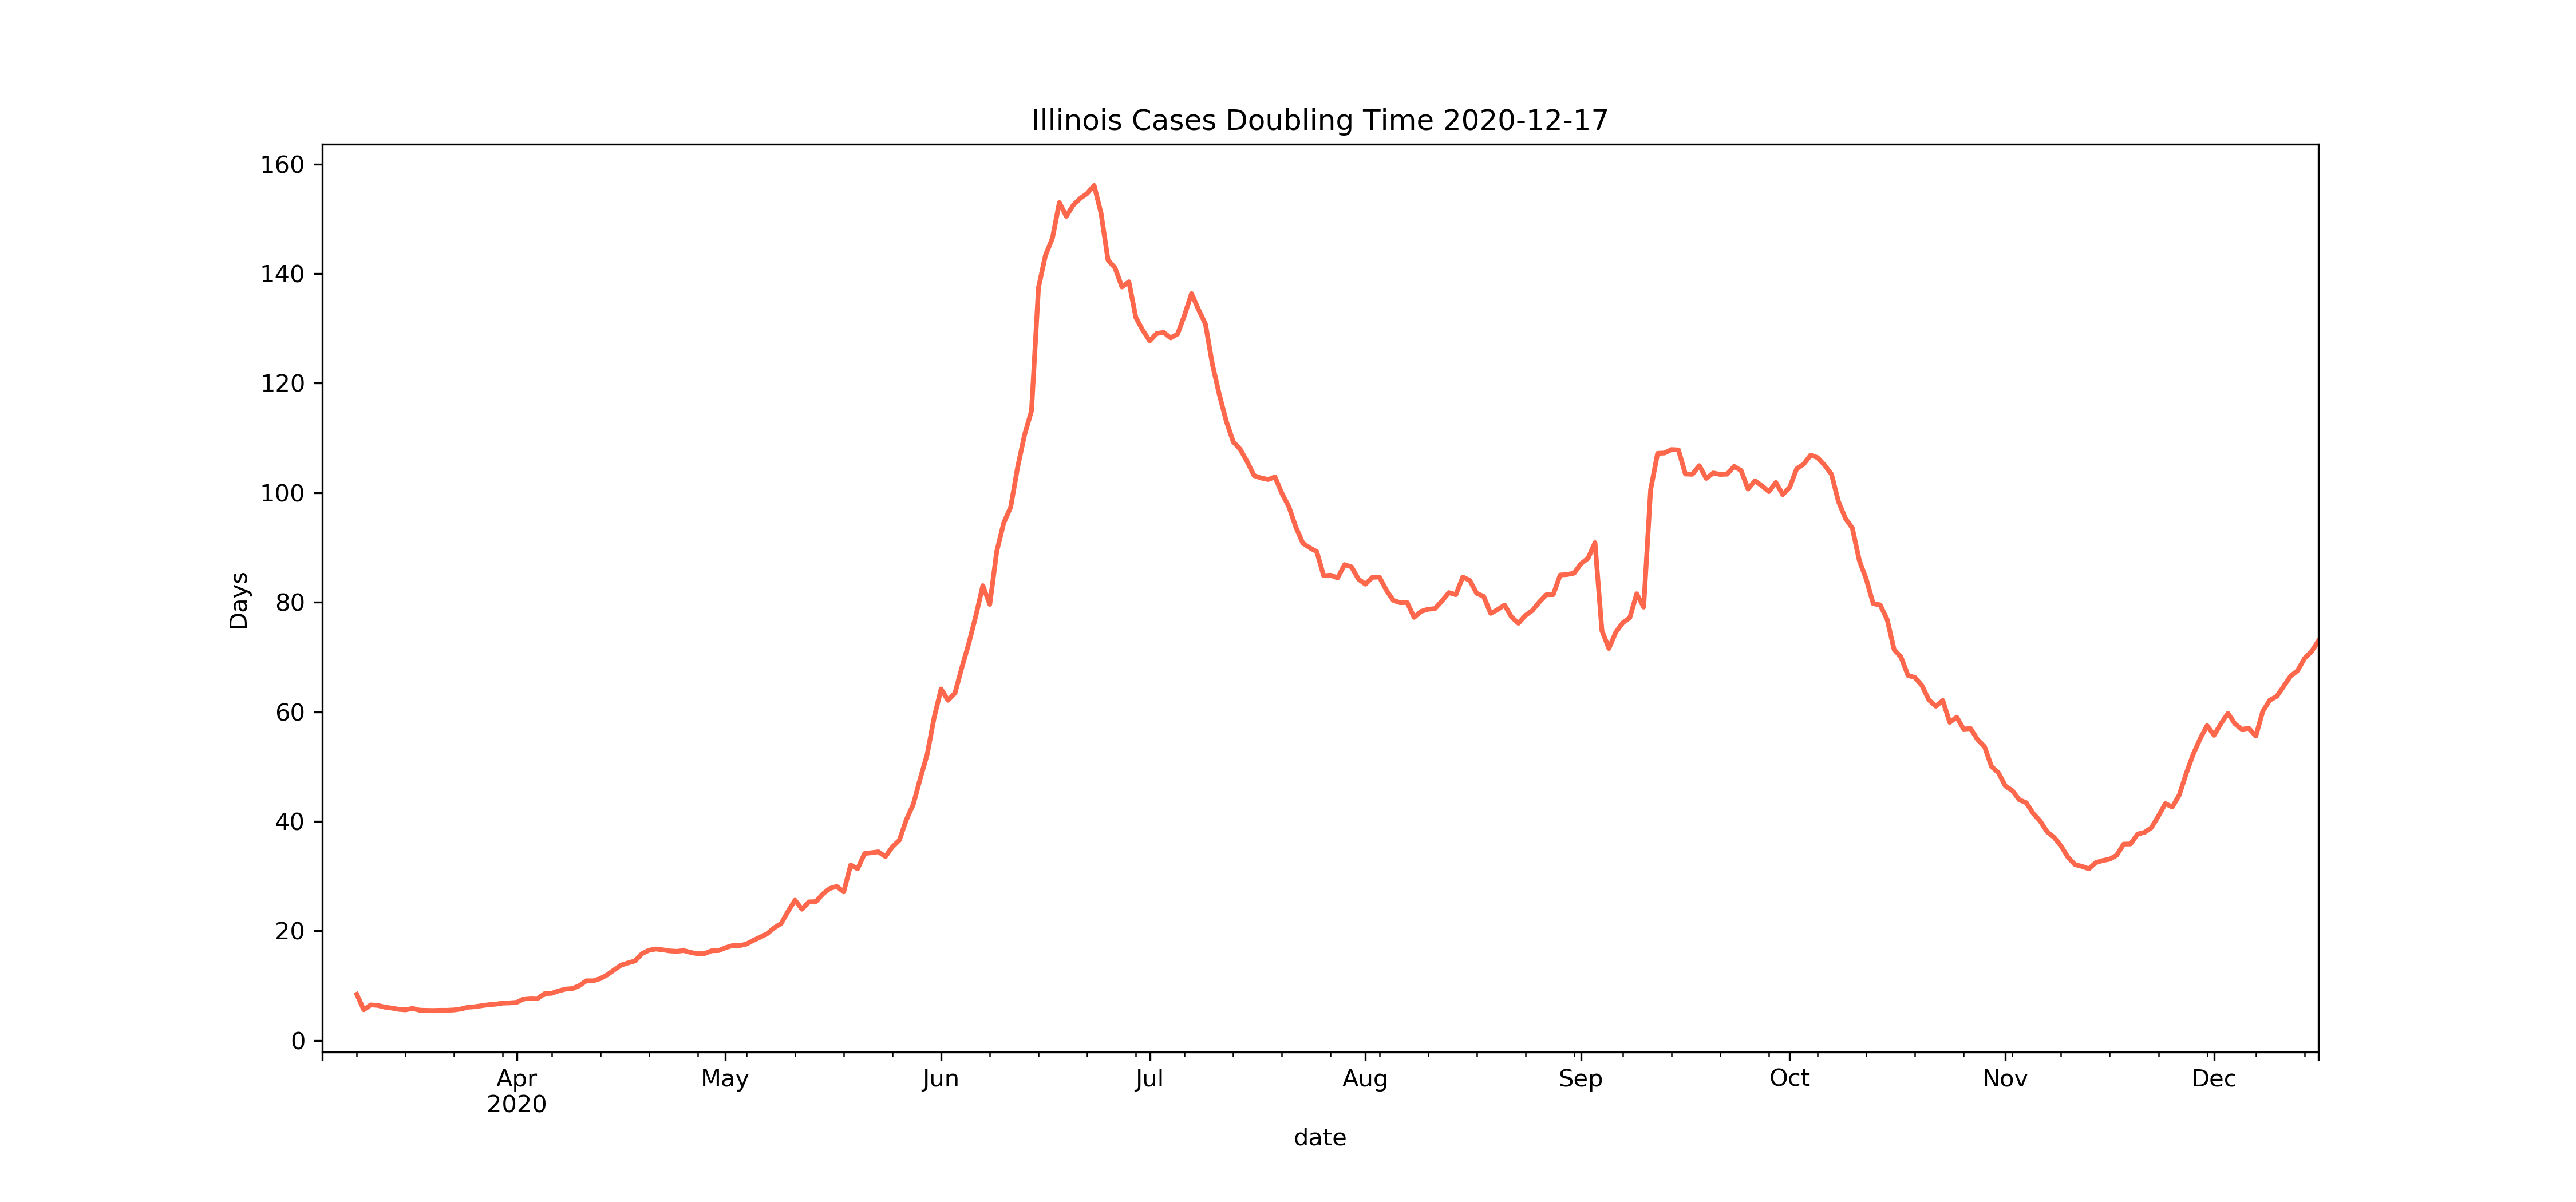 Illinois Cases Doubling Time 2020-12-17
160
140
120
100
80
60
40
20
0
Days
Apr May Jun Jul Aug Sep Oct Nov Dec
2020
date